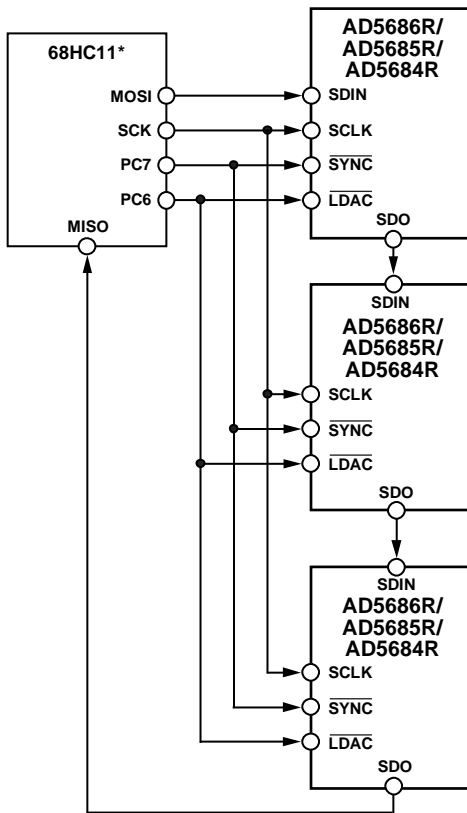 68HC11*
MOSI
SCK
PC7
PC6
MISO
AD5686R/
AD5685R/
AD5684R
SDIN
SCLK
SYNC
LDAC
SDO
SDIN
AD5686R/
AD5685R/
AD5684R
SCLK
SYNC
LDAC
SDO
SDIN
AD5686R/
AD5685R/
AD5684R
SCLK
SYNC
LDAC
SDO